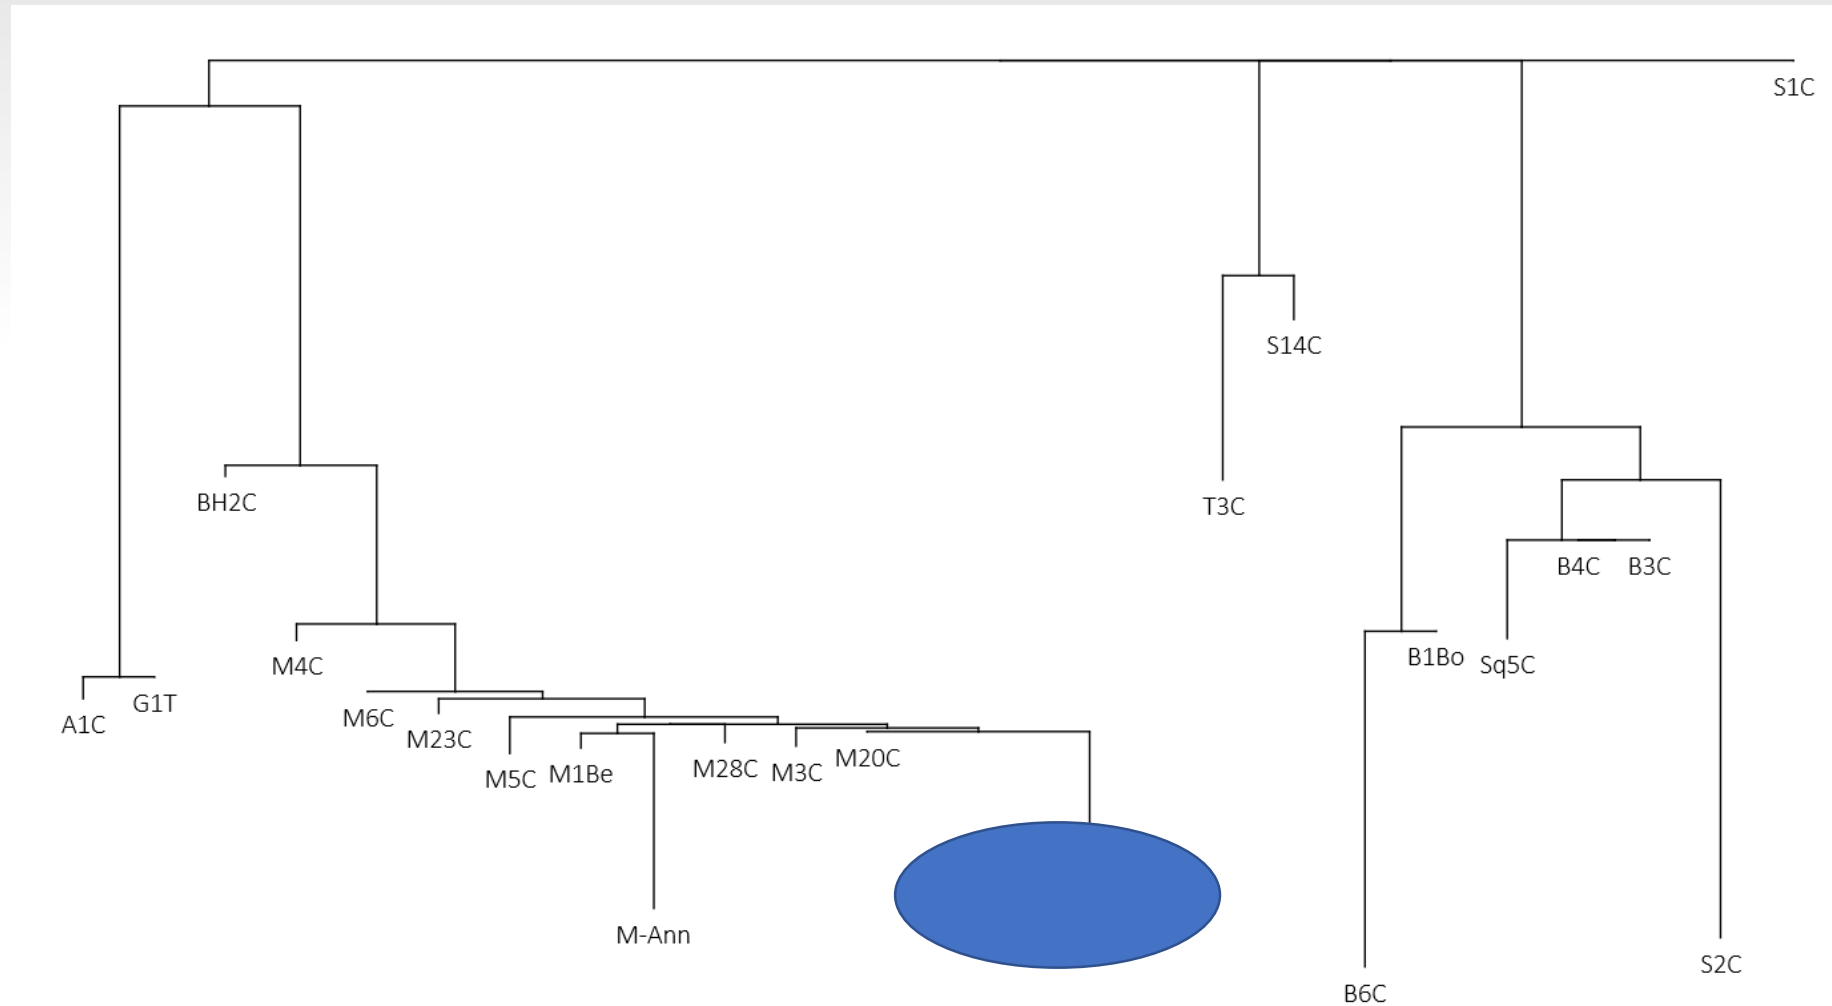 S1C
S14C
BH2C
T3C
B4C
B3C
M4C
B1Bo
Sq5C
G1T
A1C
M6C
M23C
M5C
M1Be
M28C
M3C
M20C
M-Ann
S2C
B6C